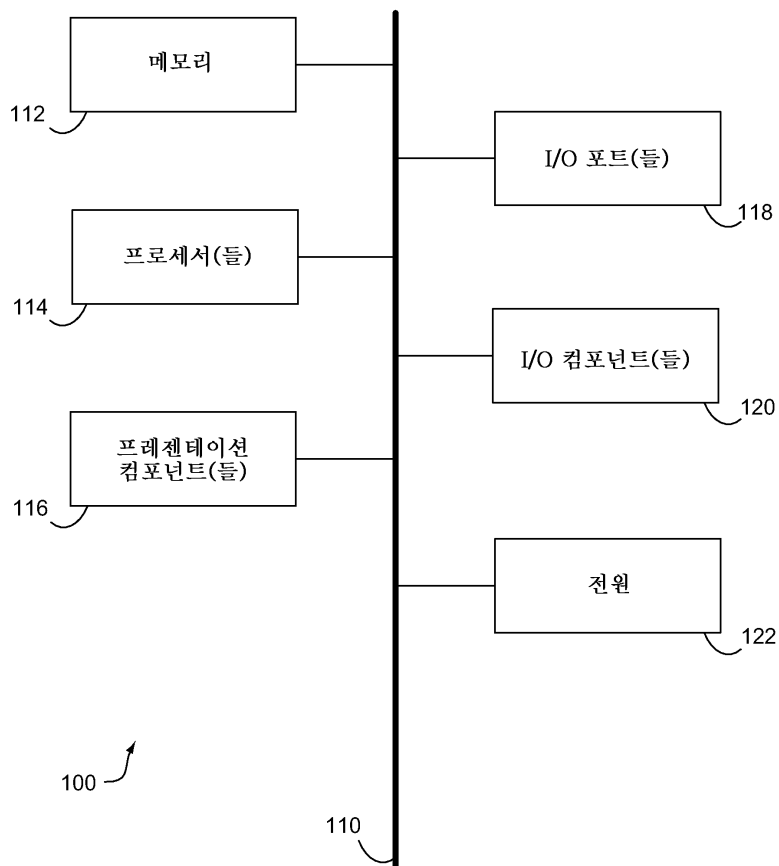 메모리
112
I/O 포트(들)
118
프로세서(들)
114
I/O 컴포넌트(들)
120
프레젠테이션
컴포넌트(들)
116
전원
122
100
110